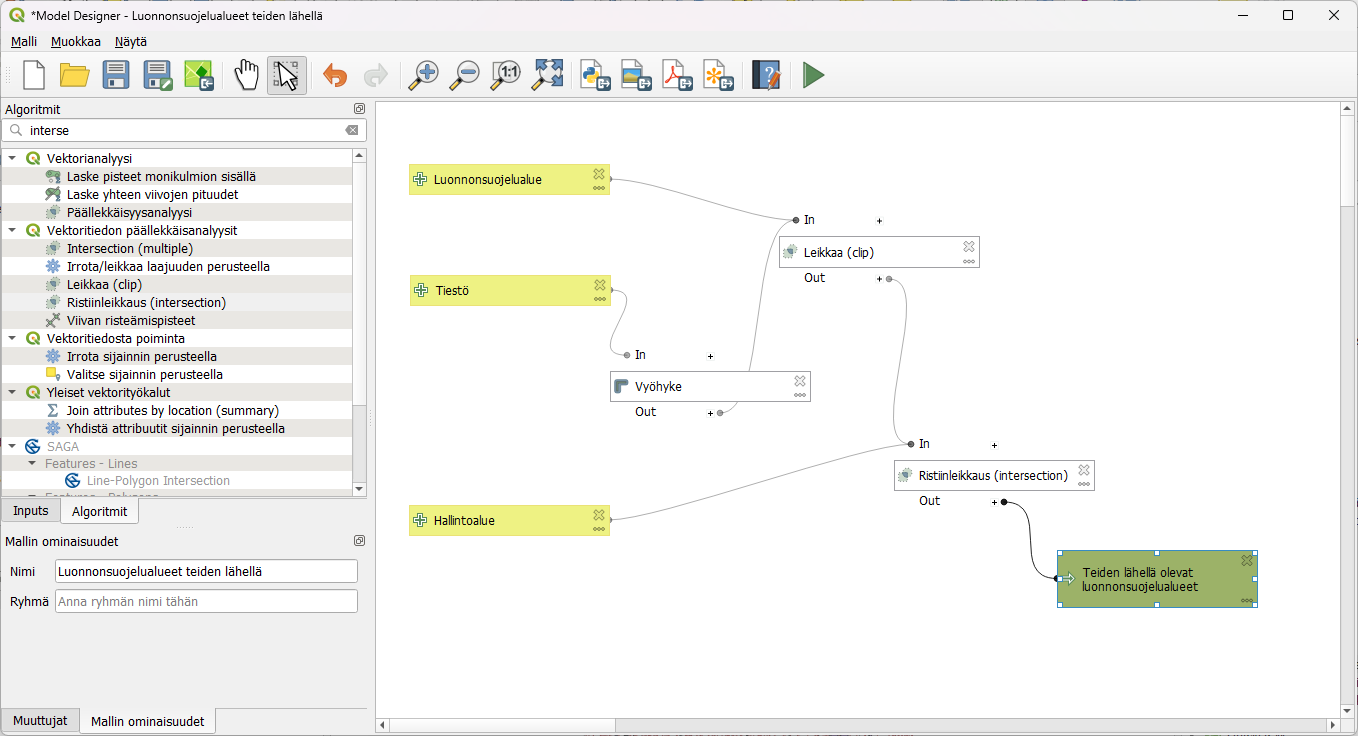 *Model Designer - Luonnonsuojelualueet teiden lähellä
Malli Muokkaa Näytä
1:1
Algoritmit
interse
Vektorianalyysi
Laske pisteet monikulmion sisällä
Laske yhteen viivojen pituudet
Päällekkäisyysanalyysi
Vektoritiedon päällekkäisanalyysit
Intersection (multiple)
Irrota/leikkaa laajuuden perusteella
Leikkaa (clip)
Ristiinleikkaus (intersection)
Viivan risteämispisteet
Vektoritiedosta poiminta
Irrota sijainnin perusteella
Valitse sijainnin perusteella
Yleiset vektorityökalut
Join attributes by location (summary)
Yhdistä attribuutit sijainnin perusteella
SAGA
Features - Lines
Line-Polygon Intersection
Features - Polygons
Inputs Algoritmit
Mallin ominaisuudet
Nimi Luonnonsuojelualueet teiden lähellä
Ryhmä Anna ryhmän nimi tähän
Muuttujat Mallin ominaisuudet
Luonnonsuojelualue
In +
Leikkaa (clip)
Out +
Tiestö
In +
Vyöhyke
Out +
In +
Ristiinleikkaus (intersection)
Out +
Hallintoalue
Teiden lähellä olevat
luonnonsuojelualueet